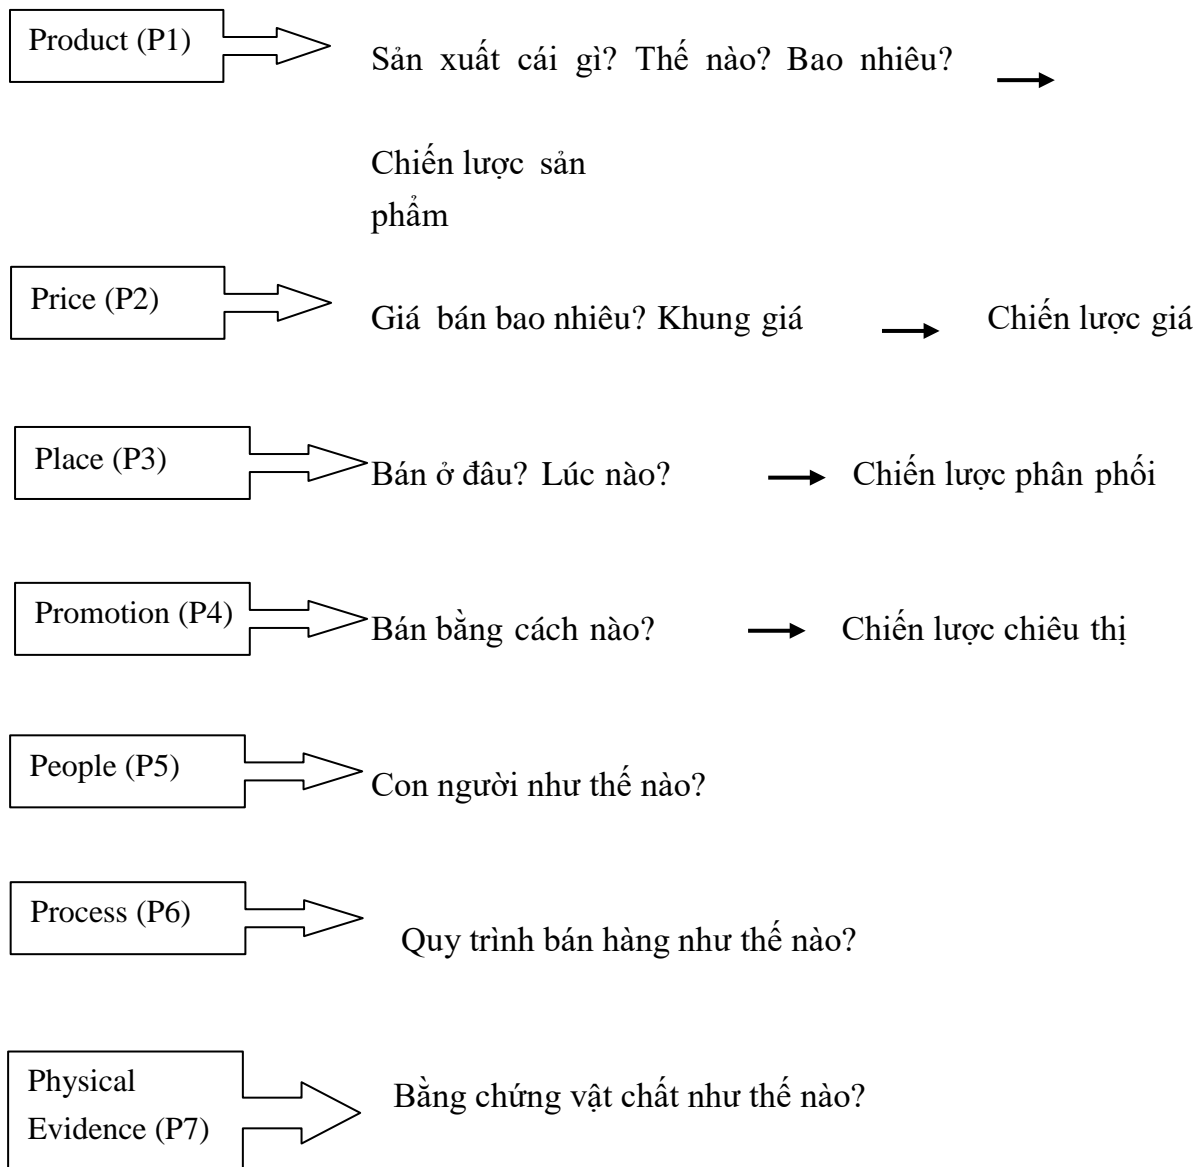 Product (P1)
Sản xuất cái gì? Thế nào? Bao nhiêu?
Chiến lược sản
phẩm
Price (P2)
Giá bán bao nhiêu? Khung giá
Chiến lược giá
Place (P3)
Bán ở đâu? Lúc nào?
Chiến lược phân phối
Promotion (P4)
Bán bằng cách nào?
Chiến lược chiêu thị
People (P5)
Con người như thế nào?
Process (P6)
Quy trình bán hàng như thế nào?
Physical
Evidence (P7)
Bằng chứng vật chất như thế nào?